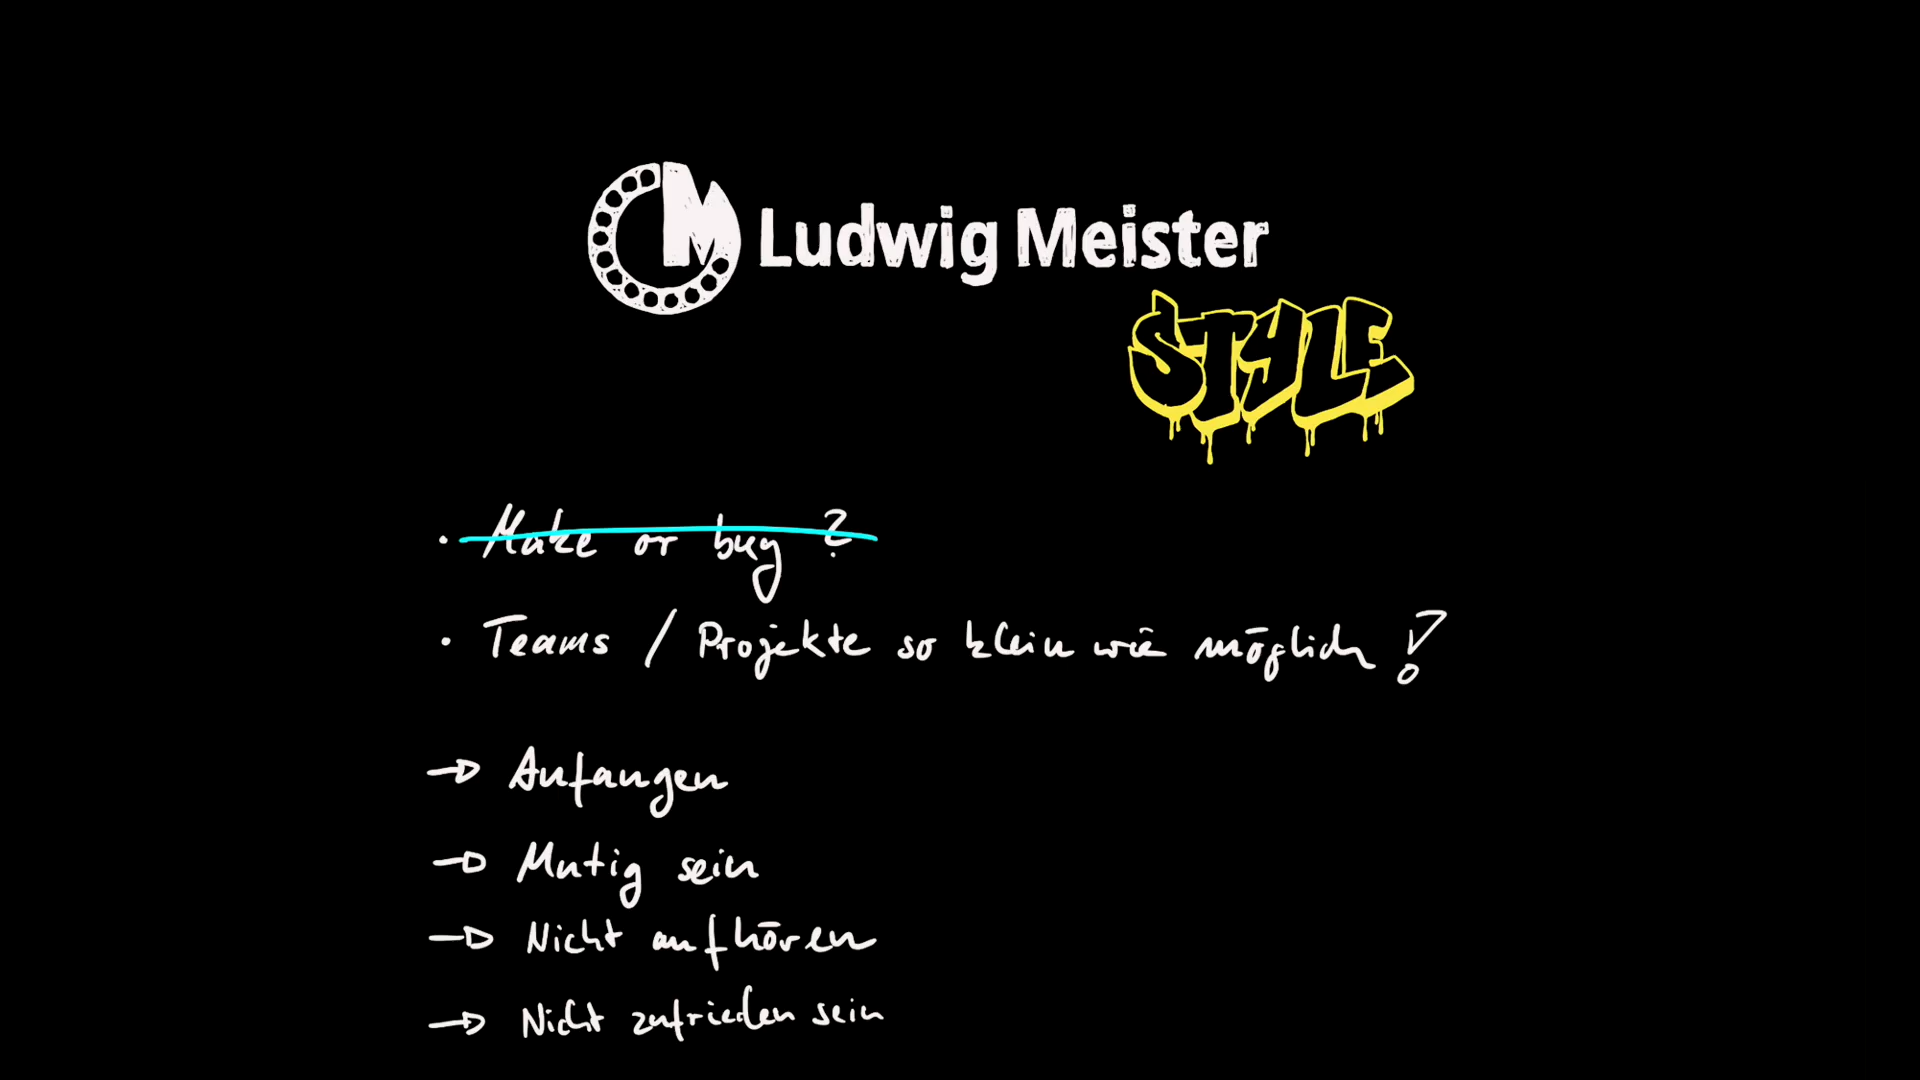 Ludwig Meister
STYLE
· Make or buy ?
· Teams / Projekte so klein wie möglich !
→ Anfangen
→ Mutig sein
→ Nicht aufhören
→ Nicht zufrieden sein